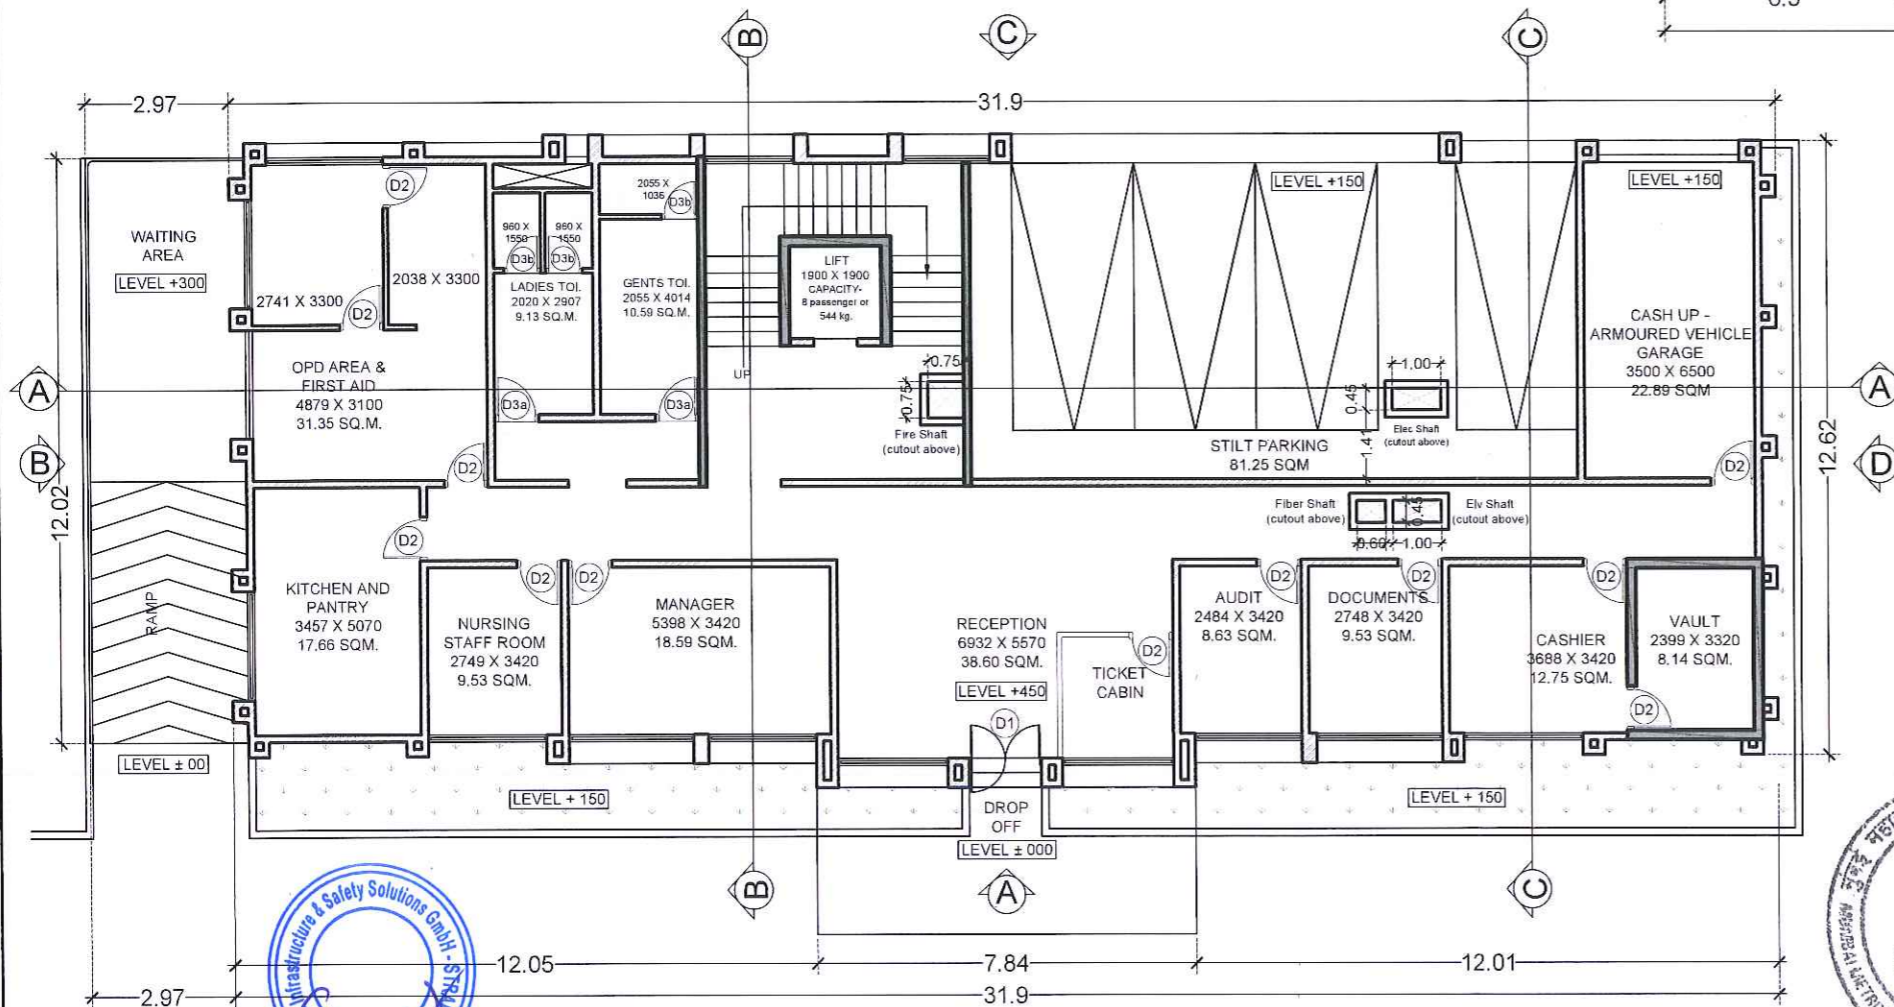 6.5
B
C
C
2.97
31.9
D2
2055 X
1035
D3b
LEVEL +150
LEVEL +150
WAITING
AREA
LEVEL +300
960 X
1550
D3b
960 X
1550
D3b
2741 X 3300
2038 X 3300
D2
LADIES TOI.
2020 X 2907
9.13 SQ.M.
GENTS TOI.
2055 X 4014
10.59 SQ.M.
LIFT
1900 X 1900
CAPACITY-
8 passenger or
544 kg.
CASH UP -
ARMOURED VEHICLE
GARAGE
3500 X 6500
22.89 SQM
OPD AREA &
FIRST AID
4879 X 3100
31.35 SQ.M.
UP
0.75
0.75
1.00
0.45
1.41
A
A
D3a
D3a
Fire Shaft
(cutout above)
Elec Shaft
(cutout above)
STILT PARKING
81.25 SQM
B
D
D2
D2
12.02
12.62
Fiber Shaft
(cutout above)
0.45
Elv Shaft
(cutout above)
0.60
1.00
D2
D2
D2
D2
D2
D2
RAMP
KITCHEN AND
PANTRY
3457 X 5070
17.66 SQM.
NURSING
STAFF ROOM
2749 X 3420
9.53 SQM.
MANAGER
5398 X 3420
18.59 SQM.
RECEPTION
6932 X 5570
38.60 SQM.
LEVEL +450
D2
TICKET
CABIN
AUDIT
2484 X 3420
8.63 SQM.
DOCUMENTS
2748 X 3420
9.53 SQM.
CASHIER
3688 X 3420
12.75 SQM.
VAULT
2399 X 3320
8.14 SQM.
D2
D1
LEVEL ± 00
LEVEL + 150
DROP
OFF
LEVEL ± 000
LEVEL + 150
B
A
C
Infrastructure & Safety Solutions GmbH - STRA
12.05
7.84
12.01
2.97
31.9